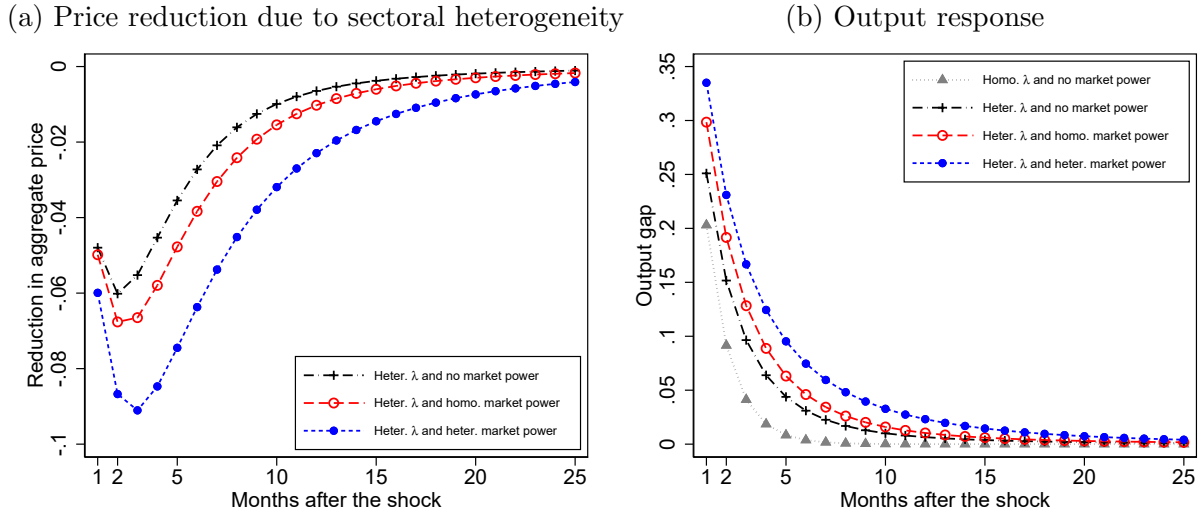 (a) Price reduction due to sectoral heterogeneity
Reduction in aggregate price
0
-.02
-.04
-.06
-.08
-.1
Heter. λ and no market power
Heter. λ and homo. market power
Heter. λ and heter. market power
1 2 5 10 15 20 25
Months after the shock
(b) Output response
Output gap
.35
.3
.25
.2
.15
.1
.05
0
Homo. λ and no market power
Heter. λ and no market power
Heter. λ and homo. market power
Heter. λ and heter. market power
1 2 5 10 15 20 25
Months after the shock